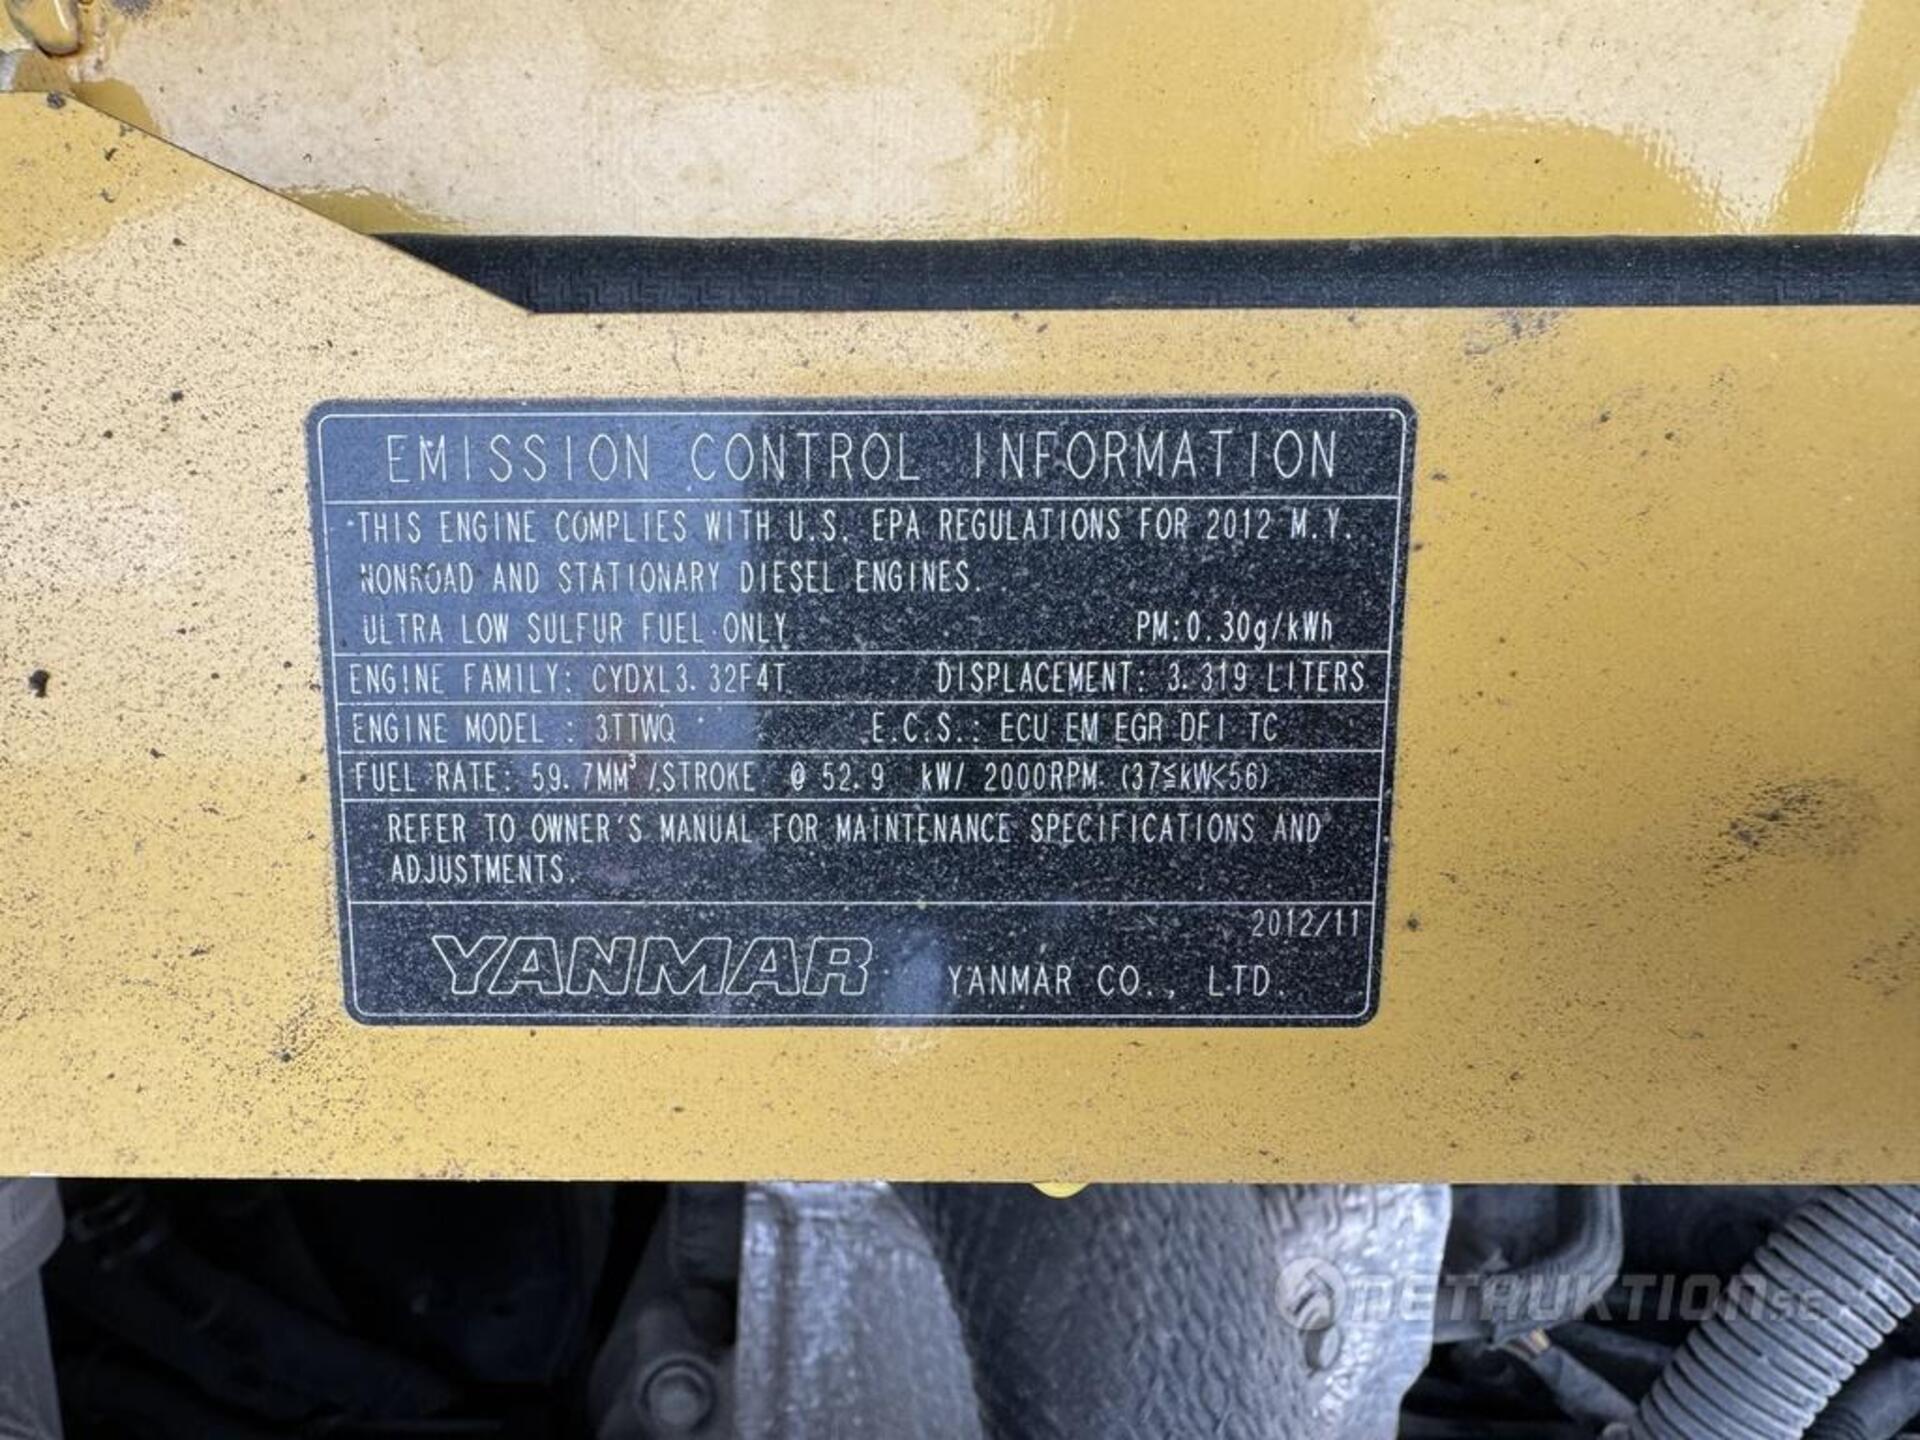 EMISSION CONTROL INFORMATION
THIS ENGINE COMPLIES WITH U.S. EPA REGULATIONS FOR 2012 M.Y.
NONROAD AND STATIONARY DIESEL ENGINES.
ULTRA LOW SULFUR FUEL ONLY PM:0.30g/kWh
ENGINE FAMILY: CYDXL3.32F4T DISPLACEMENT: 3.319 LITERS
ENGINE MODEL : 3TTWQ E.C.S.: ECU EM EGR DFI TC
FUEL RATE: 59.7MM³/STROKE @ 52.9 kW/ 2000RPM (37≦kW<56)
REFER TO OWNER'S MANUAL FOR MAINTENANCE SPECIFICATIONS AND
ADJUSTMENTS.
2012/11
YANMAR YANMAR CO., LTD.
NETRUKTION.SE